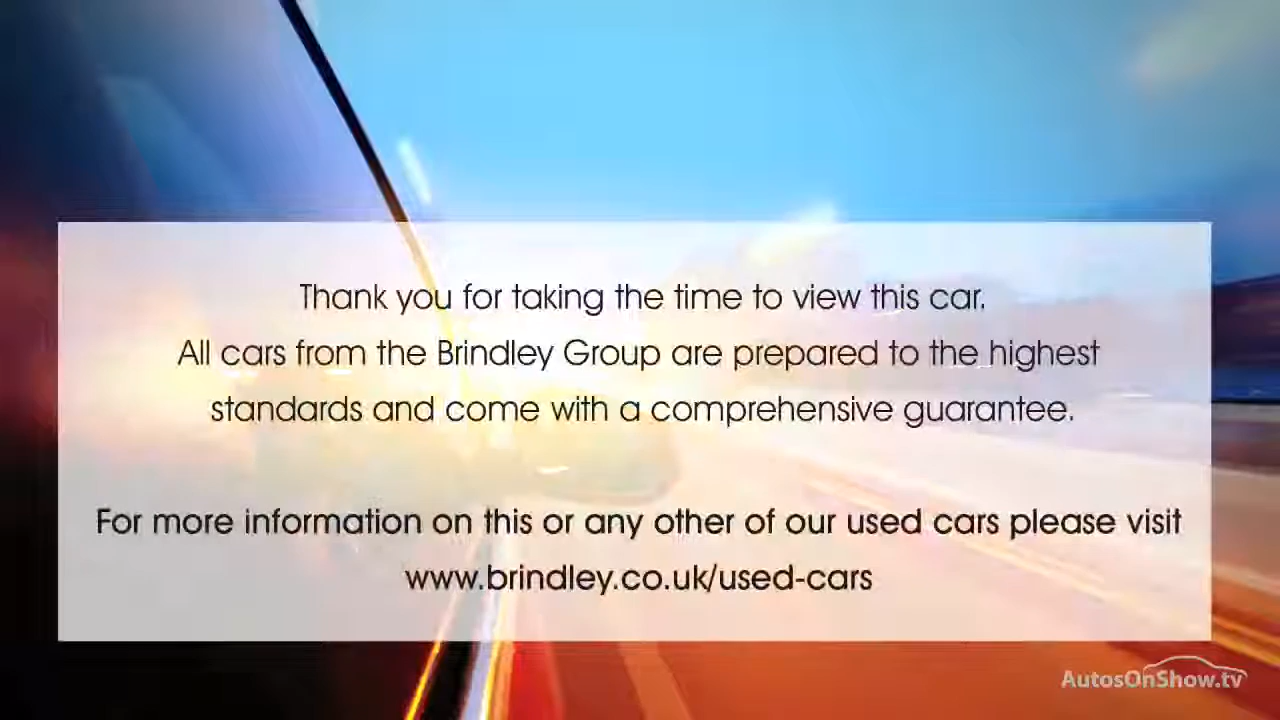 Thank you for taking the time to view this car.
All cars from the Brindley Group are prepared to the highest
standards and come with a comprehensive guarantee.
For more information on this or any other of our used cars please visit
www.brindley.co.uk/used-cars
AutosOnShow.tv